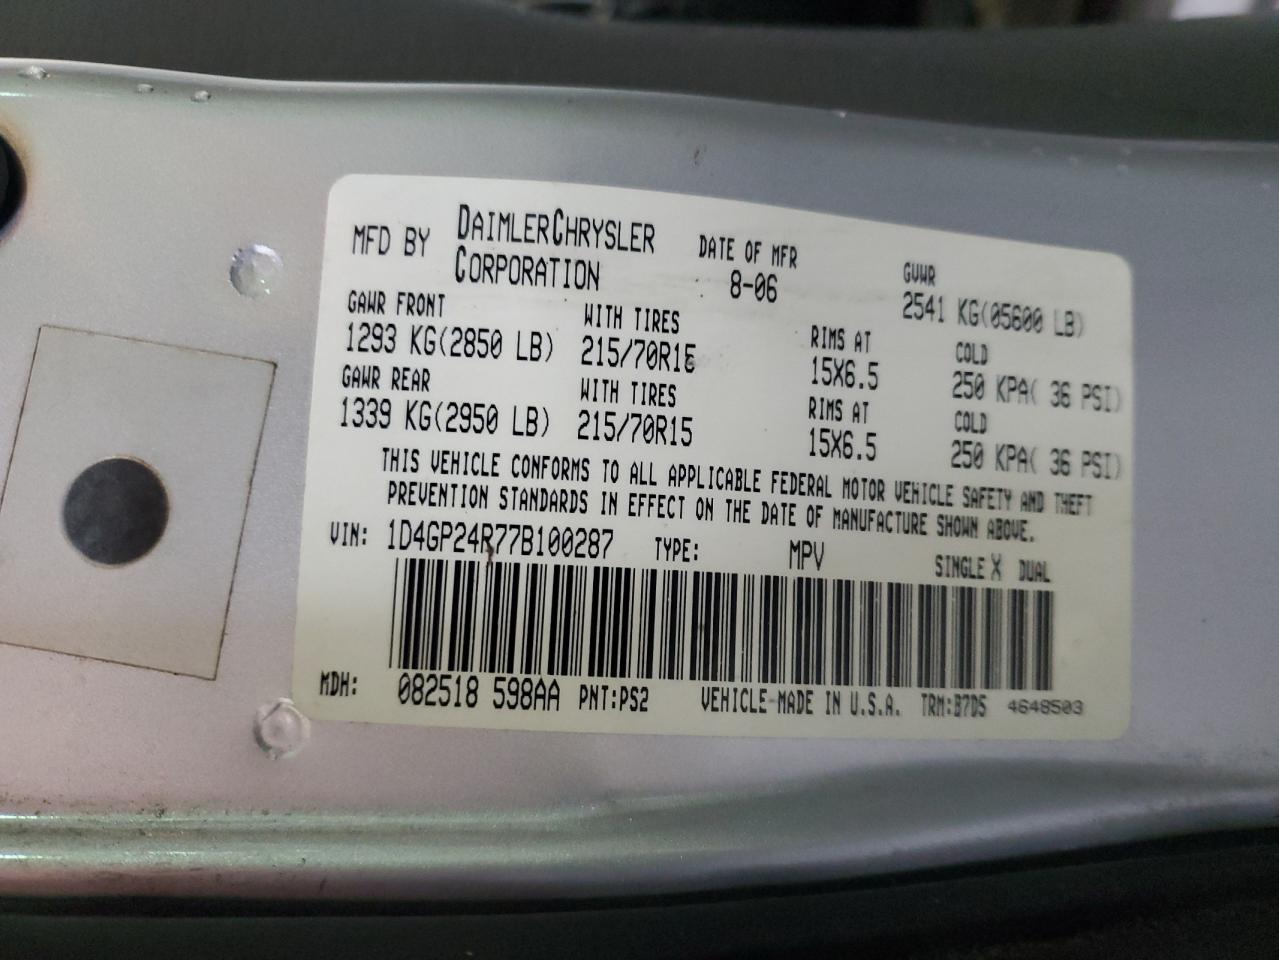 MFD BY DAIMLERCHRYSLER CORPORATION DATE OF MFR 8-06 GVWR 2541 KG(05600 LB)
GAWR FRONT WITH TIRES RIMS AT COLD
1293 KG(2850 LB) 215/70R15 15X6.5 250 KPA( 36 PSI)
GAWR REAR WITH TIRES RIMS AT COLD
1339 KG(2950 LB) 215/70R15 15X6.5 250 KPA( 36 PSI)
THIS VEHICLE CONFORMS TO ALL APPLICABLE FEDERAL MOTOR VEHICLE SAFETY AND THEFT
PREVENTION STANDARDS IN EFFECT ON THE DATE OF MANUFACTURE SHOWN ABOVE.
VIN: 1D4GP24R77B100287 TYPE: MPV SINGLE X DUAL
MDH: 082518 598AA PNT:PS2 VEHICLE MADE IN U.S.A. TRM:B7D5 4648503